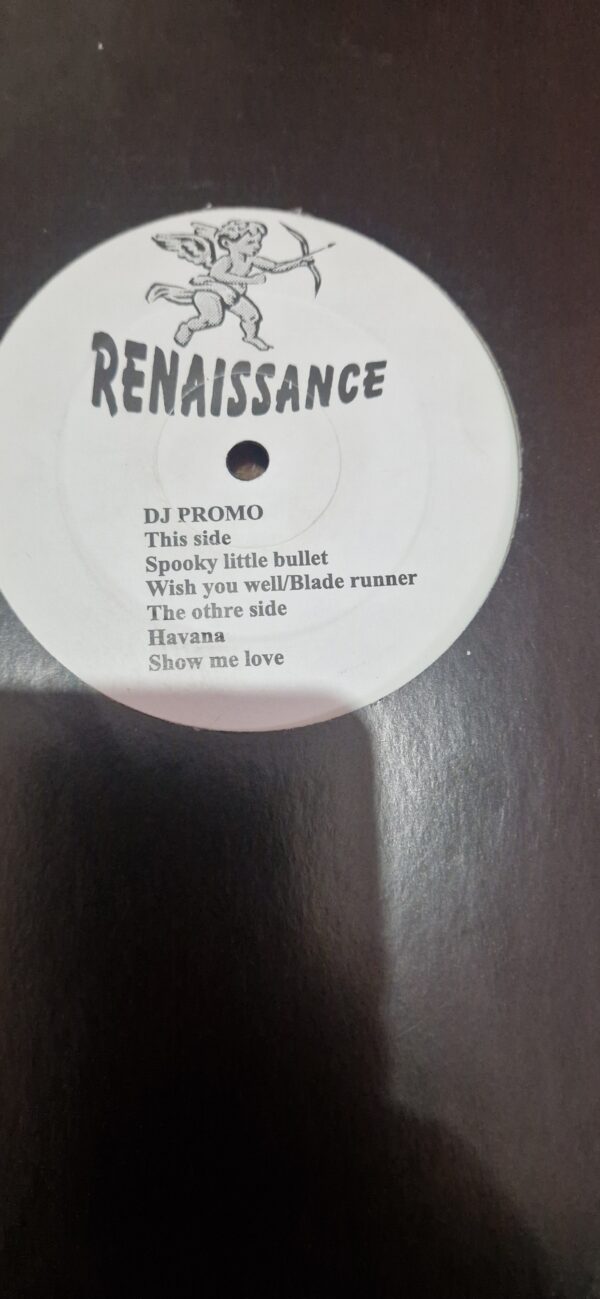 RENAISSANCE
DJ PROMO
This side
Spooky little bullet
Wish you well/Blade runner
The othre side
Havana
Show me love